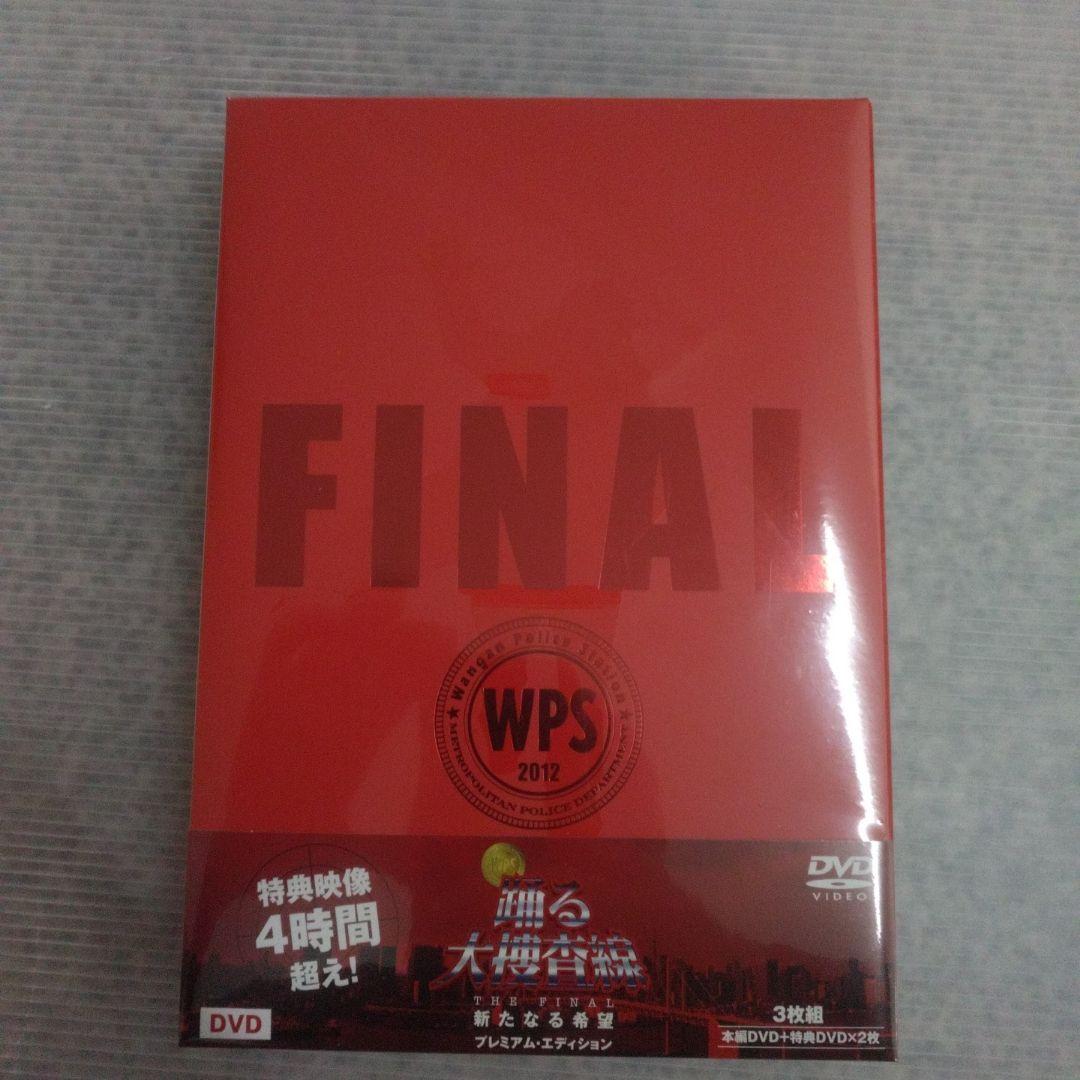 FINAL
★ Wangan Police Station ★
WPS
2012
METROPOLITAN POLICE DEPARTMENT
特典映像
4時間
超え!
DVD
WPS
踊る
大捜査線
THE FINAL
新たなる希望
プレミアム・エディション
DVD
VIDEO
3枚組
本編DVD+特典DVD×2枚